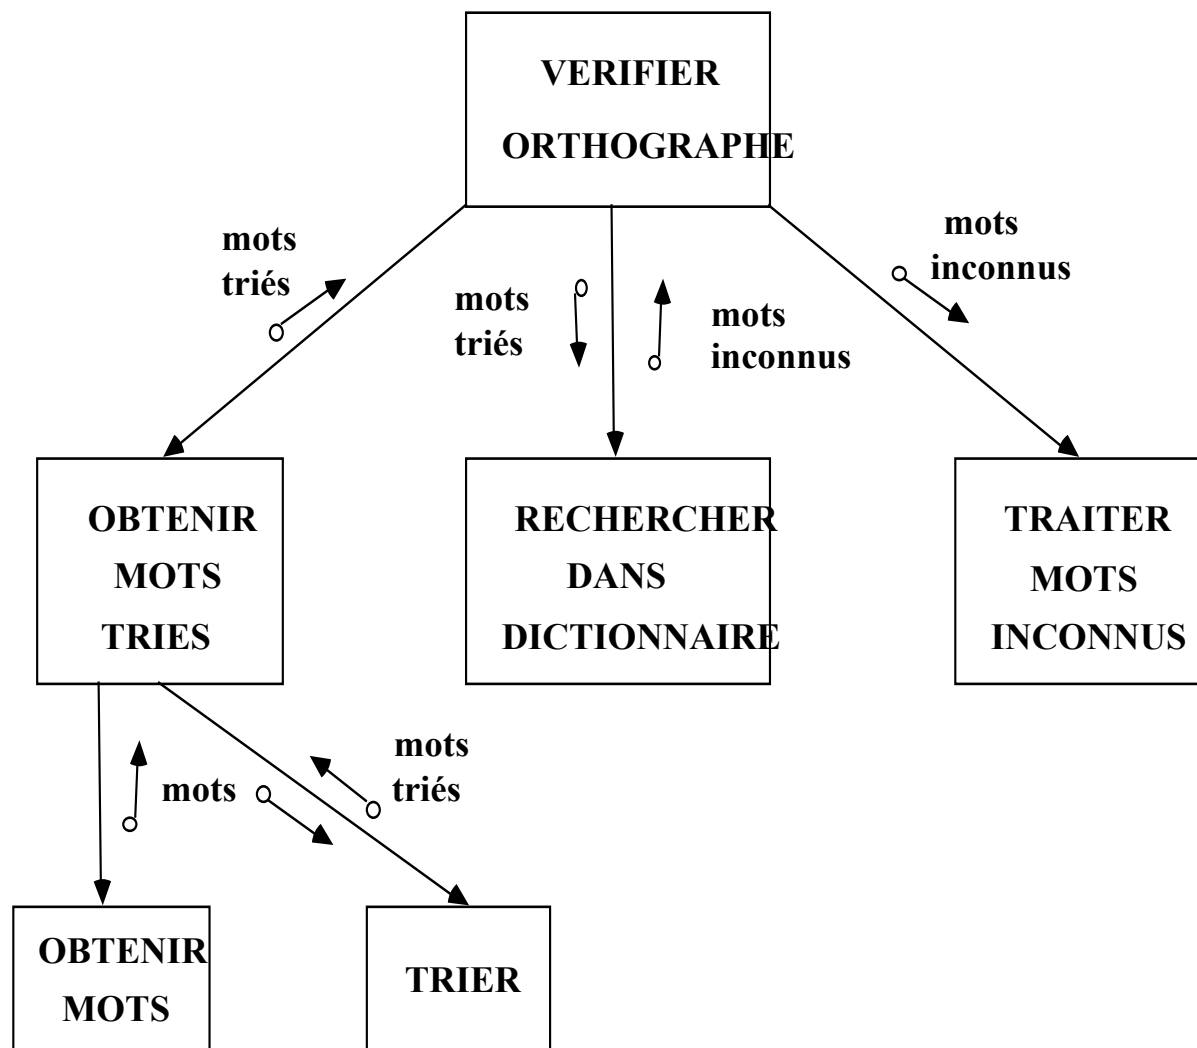 VERIFIER
ORTHOGRAPHE
mots
triés
mots
triés
mots
inconnus
mots
inconnus
OBTENIR
MOTS
TRIES
RECHERCHER
DANS
DICTIONNAIRE
TRAITER
MOTS
INCONNUS
mots
mots
triés
OBTENIR
MOTS
TRIER